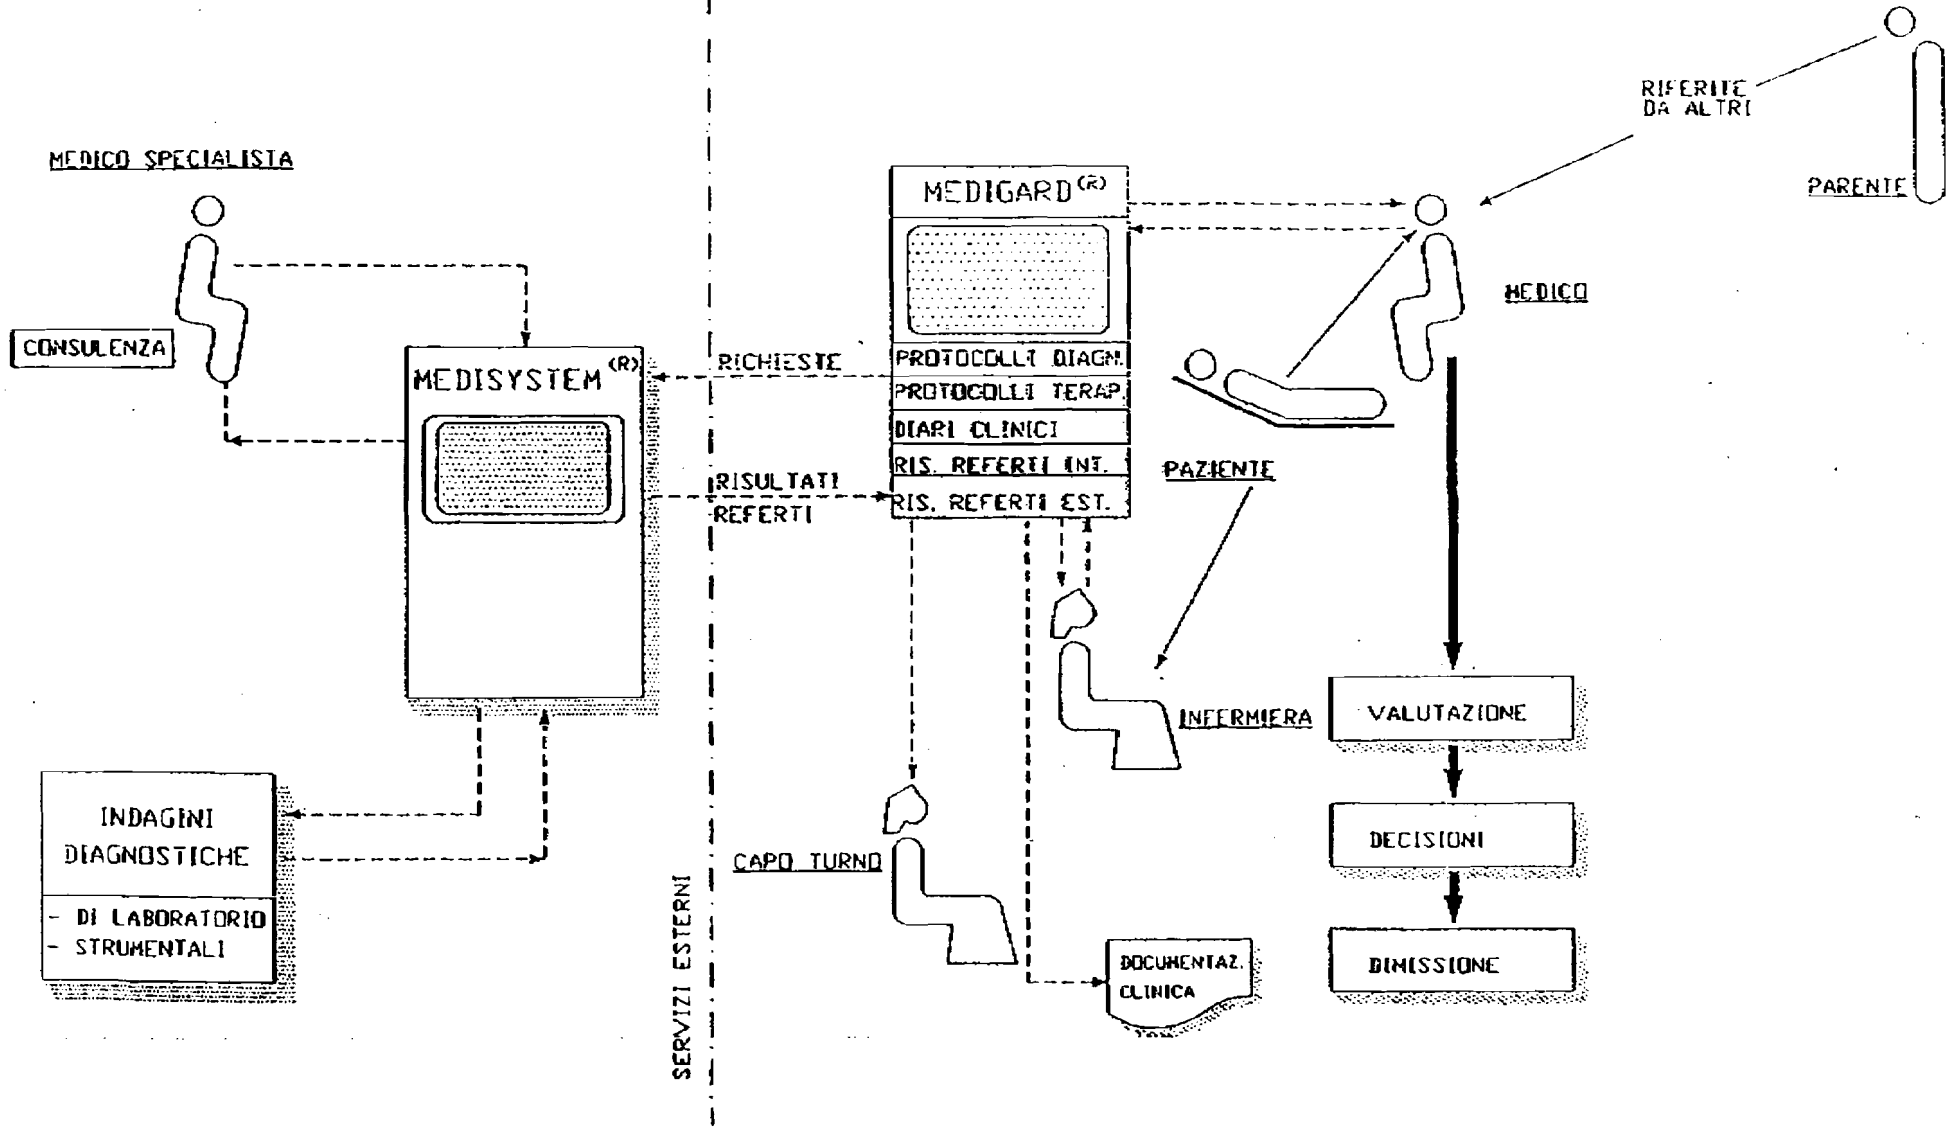 RIFERITE
DA ALTRI
PARENTE
MEDICO SPECIALISTA
CONSULENZA
MEDISYSTEM (R)
RICHIESTE
RISULTATI
REFERTI
MEDIGARD (R)
PROTOCOLLI DIAGN.
PROTOCOLLI TERAP.
DIARI CLINICI
RIS. REFERTI INT.
RIS. REFERTI EST.
MEDICO
PAZIENTE
INFERMIERA
CAPO TURNO
VALUTAZIONE
DECISIONI
DIMISSIONE
INDAGINI
DIAGNOSTICHE
- DI LABORATORIO
- STRUMENTALI
SERVIZI ESTERNI
DOCUMENTAZ.
CLINICA